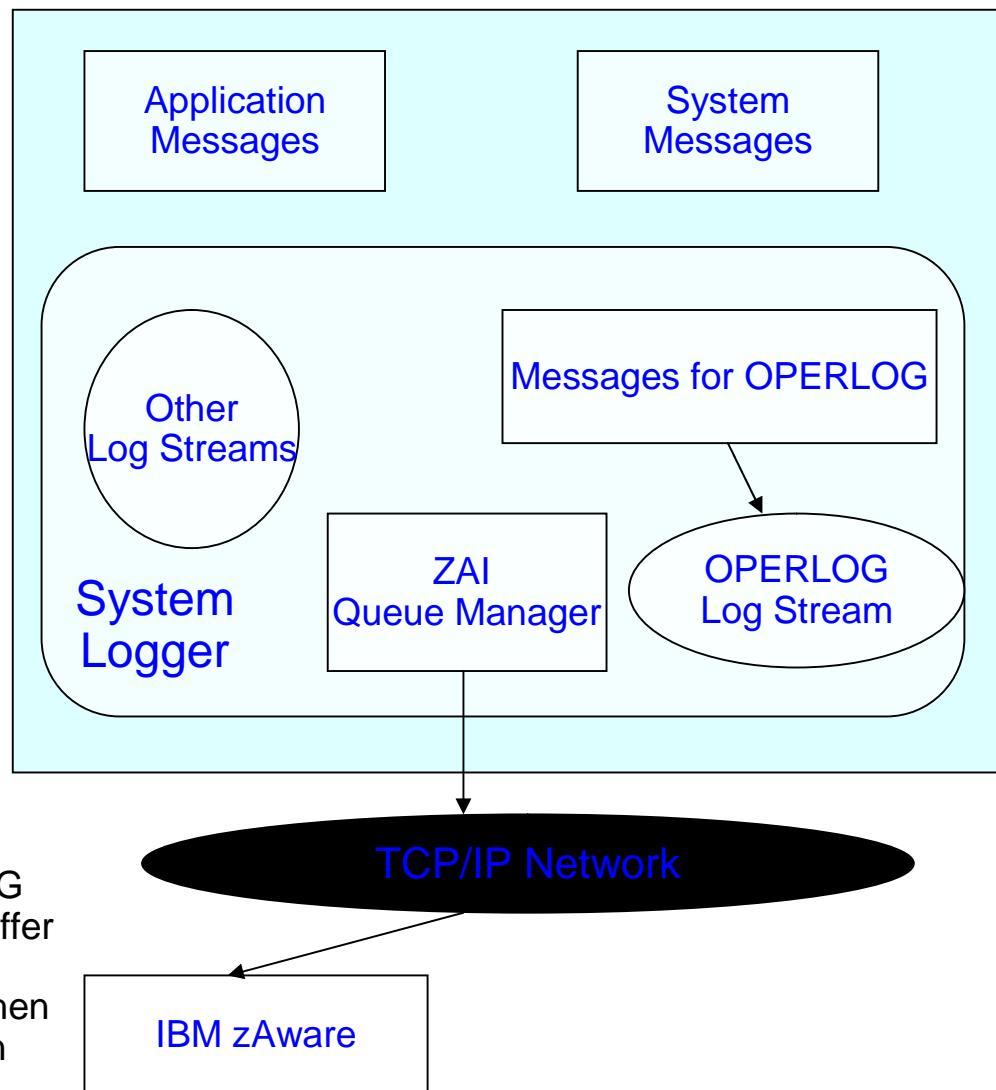 Application
Messages
System
Messages
Messages for OPERLOG
Other
Log Streams
ZAI
Queue Manager
OPERLOG
Log Stream
System
Logger
TCP/IP Network
IBM zAware